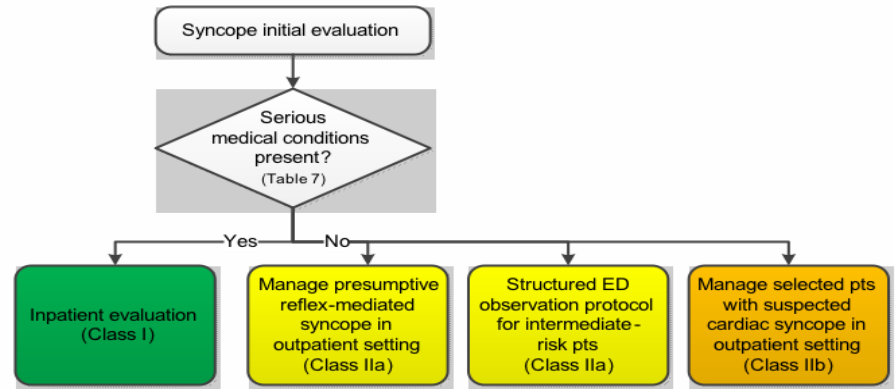 Syncope initial evaluation
Serious
medical conditions
present?
(Table 7)
Yes
No
Inpatient evaluation
(Class I)
Manage presumptive
reflex-mediated
syncope in
outpatient setting
(Class IIa)
Structured ED
observation protocol
for intermediate-
risk pts
(Class IIa)
Manage selected pts
with suspected
cardiac syncope in
outpatient setting
(Class IIb)